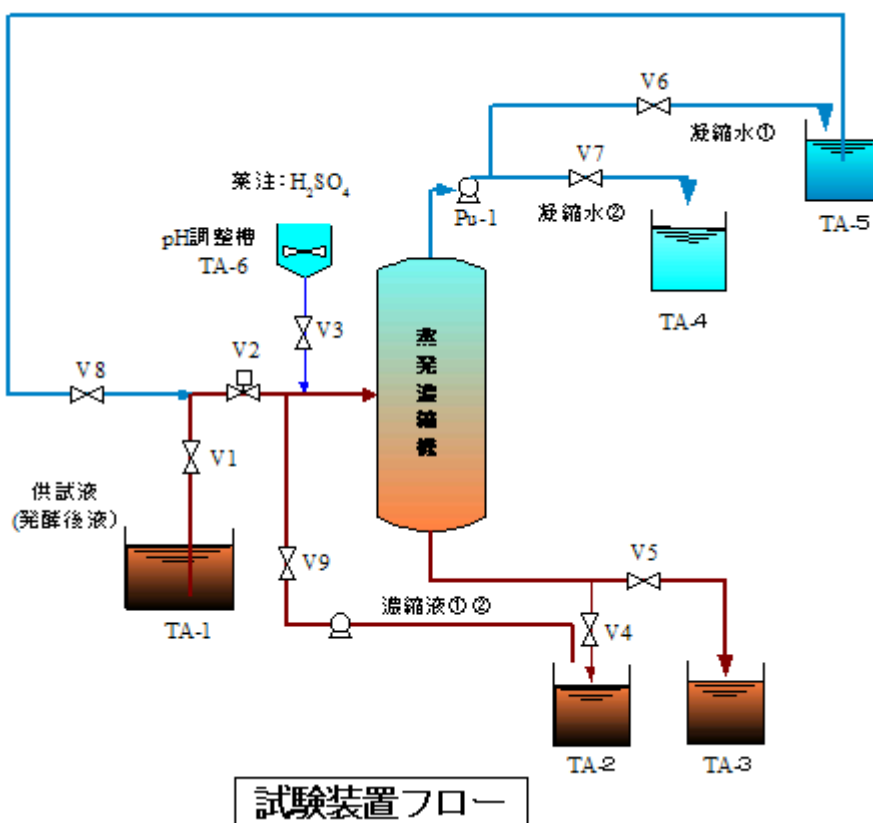 V6
凝縮水①
V7
薬注：H₂SO₄
Pu-1
凝縮水②
TA-5
pH調整槽
TA-6
TA-4
V3
蒸発濃縮機
V2
V8
V1
供試液
(発酵後液)
V9
V5
濃縮液①②
V4
TA-1
TA-2
TA-3
試験装置フロー